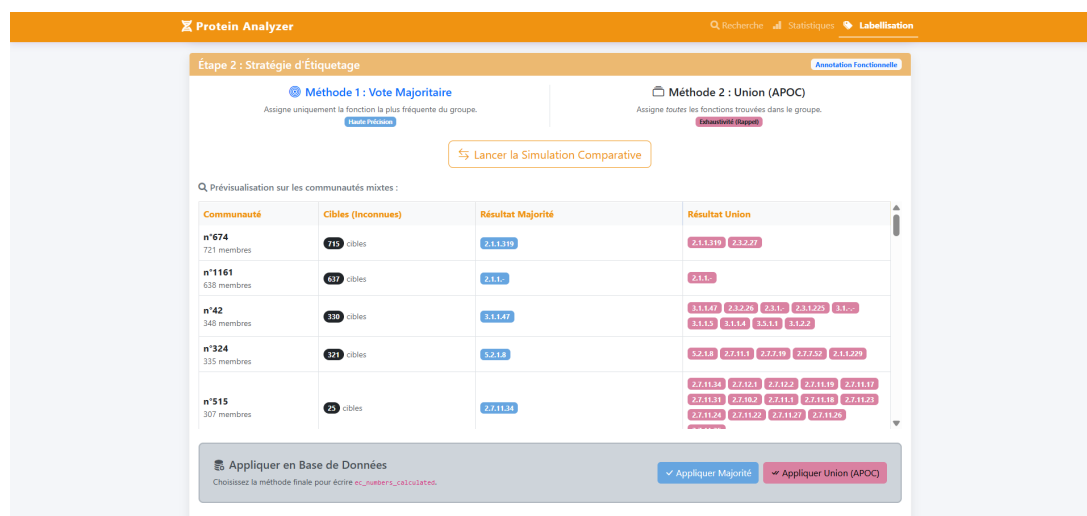 Protein Analyzer
Recherche Statistiques Labellisation
Étape 2 : Stratégie d'Étiquetage
Annotation Fonctionnelle
Méthode 1 : Vote Majoritaire
Assigne uniquement la fonction la plus fréquente du groupe.
Haute Précision
Méthode 2 : Union (APOC)
Assigne toutes les fonctions trouvées dans le groupe.
Exhaustivité (Rappel)
Lancer la Simulation Comparative
Prévisualisation sur les communautés mixtes :
Communauté Cibles (Inconnues) Résultat Majorité Résultat Union
n°674
721 membres
715 cibles
2.1.1.319
2.1.1.319 2.3.2.27
n°1161
638 membres
637 cibles
2.1.1.-
2.1.1.-
n°42
348 membres
330 cibles
3.1.1.47
3.1.1.47 2.3.2.26 2.3.1.- 2.3.1.225 3.1.-.-
3.1.1.5 3.1.1.4 3.5.1.1 3.1.2.2
n°324
335 membres
321 cibles
5.2.1.8
5.2.1.8 2.7.11.1 2.7.7.19 2.7.7.52 2.1.1.229
n°515
307 membres
25 cibles
2.7.11.34
2.7.11.34 2.7.12.1 2.7.12.2 2.7.11.19 2.7.11.17
2.7.11.31 2.7.10.2 2.7.11.1 2.7.11.18 2.7.11.23
2.7.11.24 2.7.11.22 2.7.11.27 2.7.11.26
Appliquer en Base de Données
Choisissez la méthode finale pour écrire ec_numbers_calculated.
Appliquer Majorité
Appliquer Union (APOC)